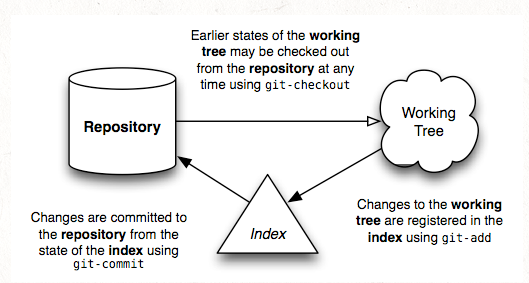 Earlier states of the working
tree may be checked out
from the repository at any
time using git-checkout
Repository
Working
Tree
Index
Changes are committed to
the repository from the
state of the index using
git-commit
Changes to the working
tree are registered in the
index using git-add